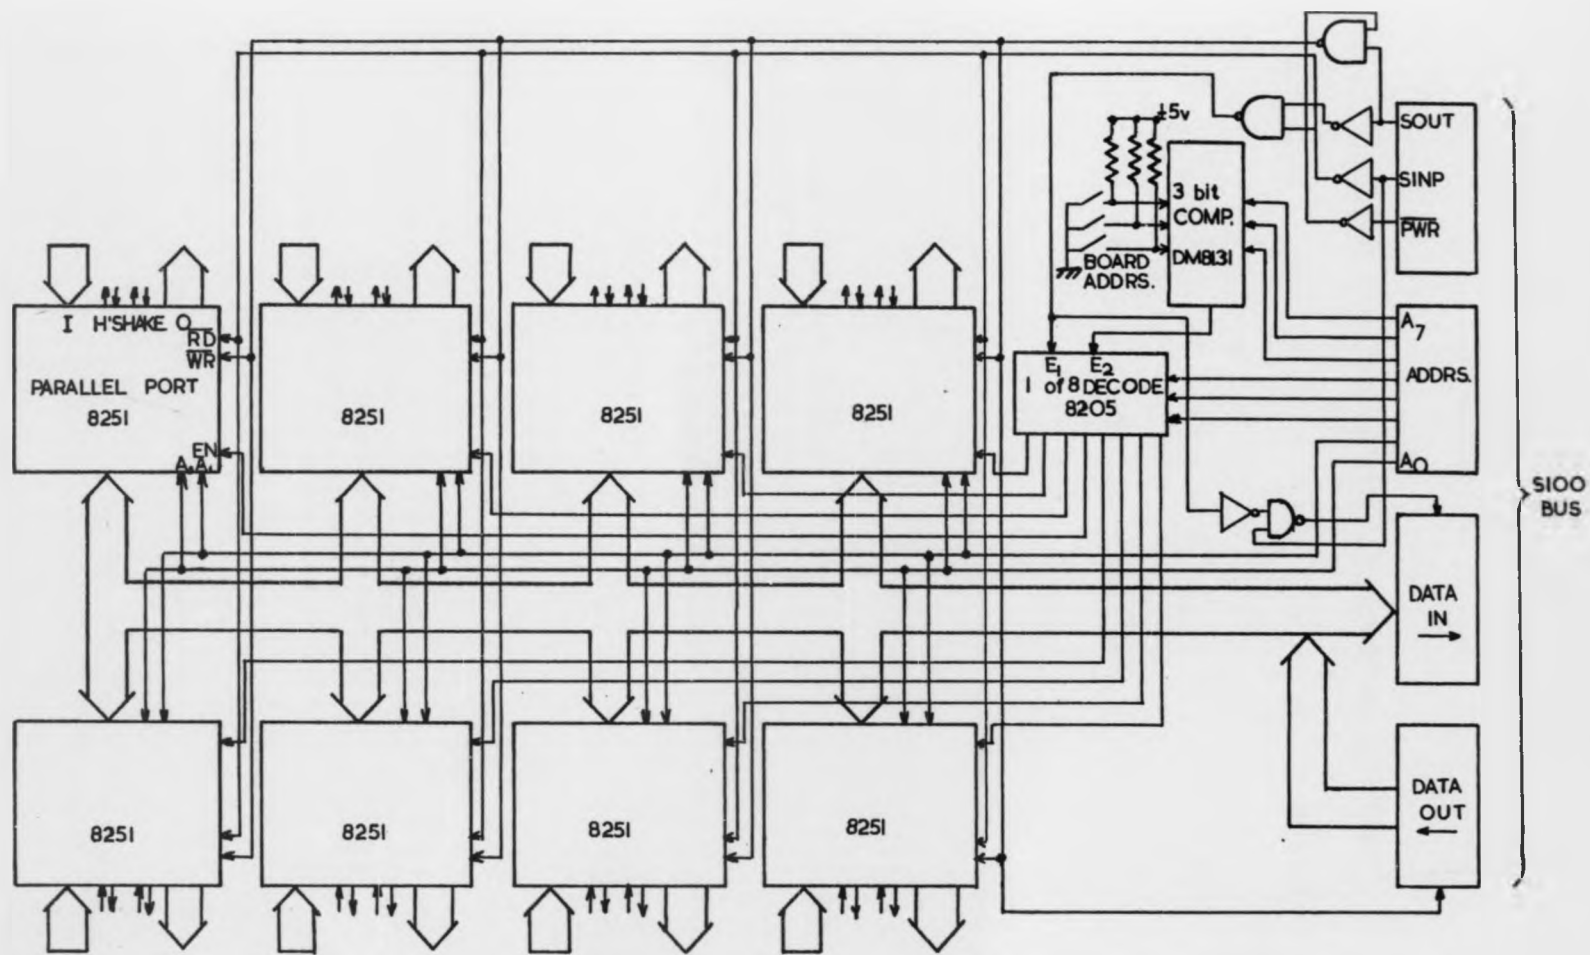 ±5v
SOUT
SINP
PWR
3 bit
COMP.
DM8131
BOARD
ADDRS.
A7
ADDRS.
A0
E1 E2
1 of 8 DECODE
8205
I H'SHAKE O
RD
WR
PARALLEL PORT
8251
EN
8251
8251
8251
S100
BUS
DATA
IN
DATA
OUT
8251
8251
8251
8251